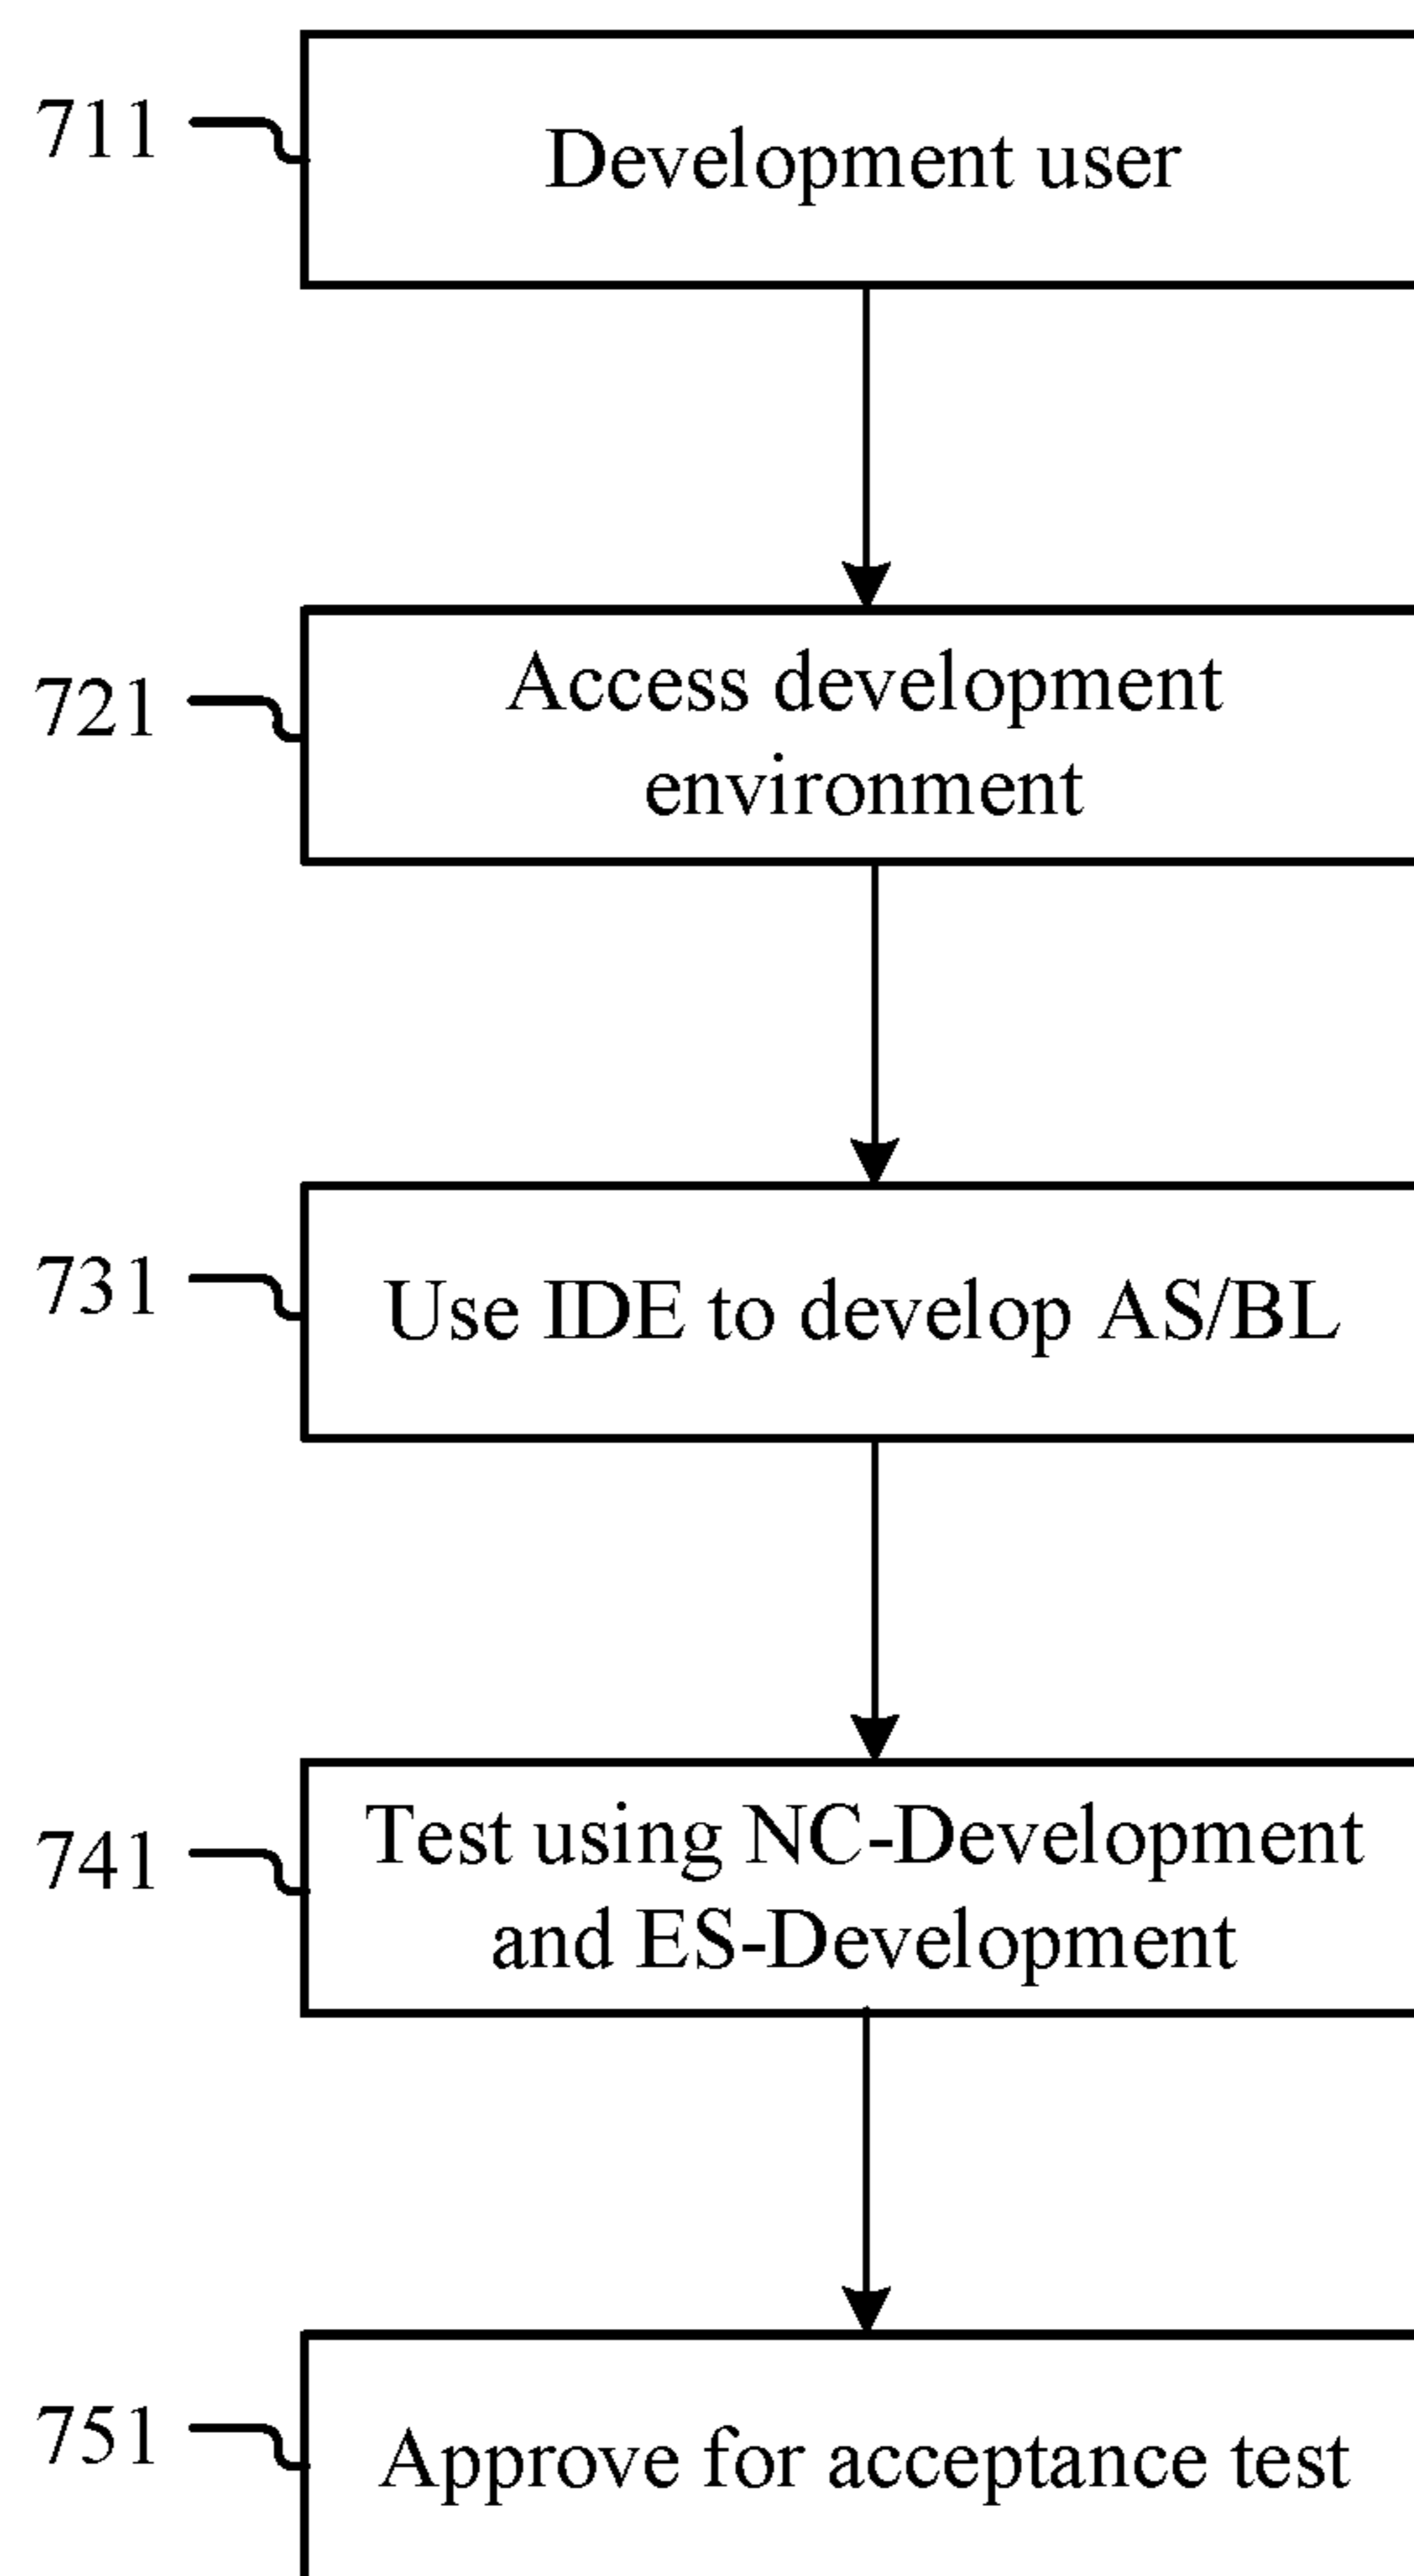 711
Development user
721
Access development
environment
731
Use IDE to develop AS/BL
741
Test using NC-Development
and ES-Development
751
Approve for acceptance test